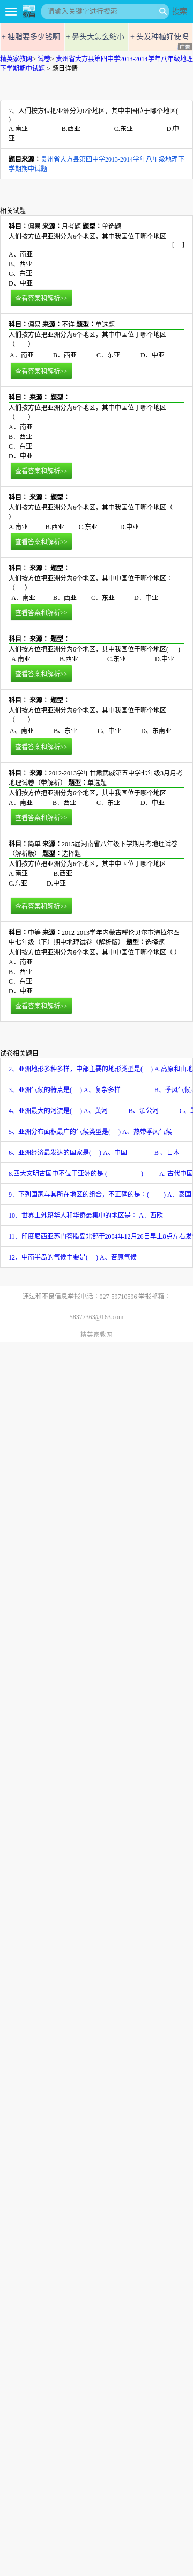 精英
教网
请输入关键字进行搜索
搜索
+ 抽脂要多少钱啊
+ 鼻头大怎么缩小
+ 头发种植好使吗
广告
精英家教网> 试卷> 贵州省大方县第四中学2013-2014学年八年级地理下学期期中试题 > 题目详情
7、人们按方位把亚洲分为6个地区，其中中国位于哪个地区(
)
A.南亚 B.西亚 C.东亚 D.中
亚
题目来源：贵州省大方县第四中学2013-2014学年八年级地理下
学期期中试题
相关试题
科目：偏易 来源：月考题 题型：单选题
人们按方位把亚洲分为6个地区，其中我国位于哪个地区
[ ]
A、南亚
B、西亚
C、东亚
D、中亚
查看答案和解析>>
科目：偏易 来源：不详 题型：单选题
人们按方位把亚洲分为6个地区，其中中国位于哪个地区
（ ）
A．南亚 B．西亚 C．东亚 D．中亚
查看答案和解析>>
科目： 来源： 题型：
人们按方位把亚洲分为6个地区，其中中国位于哪个地区
（ ）
A．南亚
B．西亚
C．东亚
D．中亚
查看答案和解析>>
科目： 来源： 题型：
人们按方位把亚洲分为6个地区，其中我国位于哪个地区（
）
A.南亚 B.西亚 C.东亚 D.中亚
查看答案和解析>>
科目： 来源： 题型：
人们按方位把亚洲分为6个地区，其中中国位于哪个地区：
（ ）
A．南亚 B．西亚 C．东亚 D．中亚
查看答案和解析>>
科目： 来源： 题型：
人们按方位把亚洲分为6个地区，其中我国位于哪个地区( )
A.南亚 B.西亚 C.东亚 D.中亚
查看答案和解析>>
科目： 来源： 题型：
人们按方位把亚洲分为6个地区，其中我国位于哪个地区
（ ）
A、南亚 B、东亚 C、中亚 D、东南亚
查看答案和解析>>
科目： 来源：2012-2013学年甘肃武威第五中学七年级3月月考
地理试卷（带解析） 题型：单选题
人们按方位把亚洲分为6个地区，其中我国位于哪个地区
A．南亚 B．西亚 C．东亚 D．中亚
查看答案和解析>>
科目：简单 来源：2015届河南省八年级下学期月考地理试卷
（解析版） 题型：选择题
人们按方位把亚洲分为6个地区，其中中国位于哪个地区
A.南亚 B.西亚
C.东亚 D.中亚
查看答案和解析>>
科目：中等 来源：2012-2013学年内蒙古呼伦贝尔市海拉尔四
中七年级（下）期中地理试卷（解析版） 题型：选择题
人们按方位把亚洲分为6个地区，其中中国位于哪个地区（ ）
A．南亚
B．西亚
C．东亚
D．中亚
查看答案和解析>>
试卷相关题目
2、亚洲地形多种多样，中部主要的地形类型是( ) A.高原和山地
3、亚洲气候的特点是( ) A、复杂多样 B、季风气候
4、亚洲最大的河流是( ) A、黄河 B、湄公河 C、
5、亚洲分布面积最广的气候类型是( ) A、热带季风气候
6、亚洲经济最发达的国家是( ) A、中国 B 、日本
8.四大文明古国中不位于亚洲的是 ( ) A. 古代中国
9、下列国家与其所在地区的组合，不正确的是：( ) A、泰国
10、世界上外籍华人和华侨最集中的地区是： A．西欧
11．印度尼西亚苏门答腊岛北部于2004年12月26日早上8点左右发
12、中南半岛的气候主要是( ) A、苔原气候
违法和不良信息举报电话：027-59710596 举报邮箱：
58377363@163.com
精英家教网